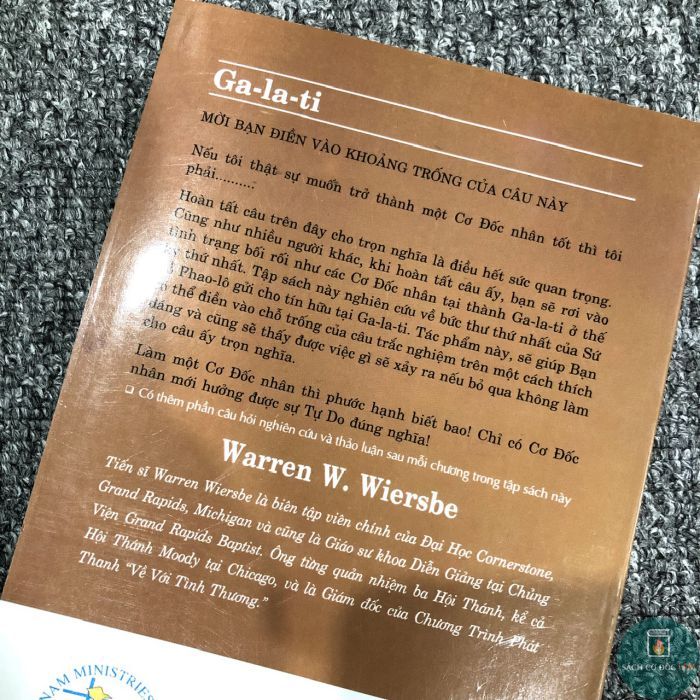 Ga-la-ti
MỜI BẠN ĐIỀN VÀO KHOẢNG TRỐNG CỦA CÂU NÀY
Nếu tôi thật sự muốn trở thành một Cơ Đốc nhân tốt thì tôi
phải..........
Hoàn tất câu trên đây cho trọn nghĩa là điều hết sức quan trọng.
Cũng như nhiều người khác, khi hoàn tất câu ấy, bạn sẽ rơi vào
tình trạng bối rối như các Cơ Đốc nhân tại thành Ga-la-ti ở thế
kỷ thứ nhất. Tập sách này nghiên cứu về bức thư thứ nhất của Sứ
Phao-lô gửi cho tín hữu tại Ga-la-ti. Tác phẩm này, sẽ giúp Bạn
thể điền vào chỗ trống của câu trắc nghiệm trên một cách thích
đáng và cũng sẽ thấy được việc gì sẽ xảy ra nếu bỏ qua không làm
cho câu ấy trọn nghĩa.
Làm một Cơ Đốc nhân thì phước hạnh biết bao! Chỉ có Cơ Đốc
nhân mới hưởng được sự Tự Do đúng nghĩa!
❑ Có thêm phần câu hỏi nghiên cứu và thảo luận sau mỗi chương trong tập sách này
Warren W. Wiersbe
Tiến sĩ Warren Wiersbe là biên tập viên chính của Đại Học Cornerstone,
Grand Rapids, Michigan và cũng là Giáo sư khoa Diễn Giảng tại Chủng
Viện Grand Rapids Baptist. Ông từng quản nhiệm ba Hội Thánh, kể cả
Hội Thánh Moody tại Chicago, và là Giám đốc của Chương Trình Phát
Thanh "Về Với Tình Thương."
NAM MINISTRIES
SÁCH CƠ ĐỐC